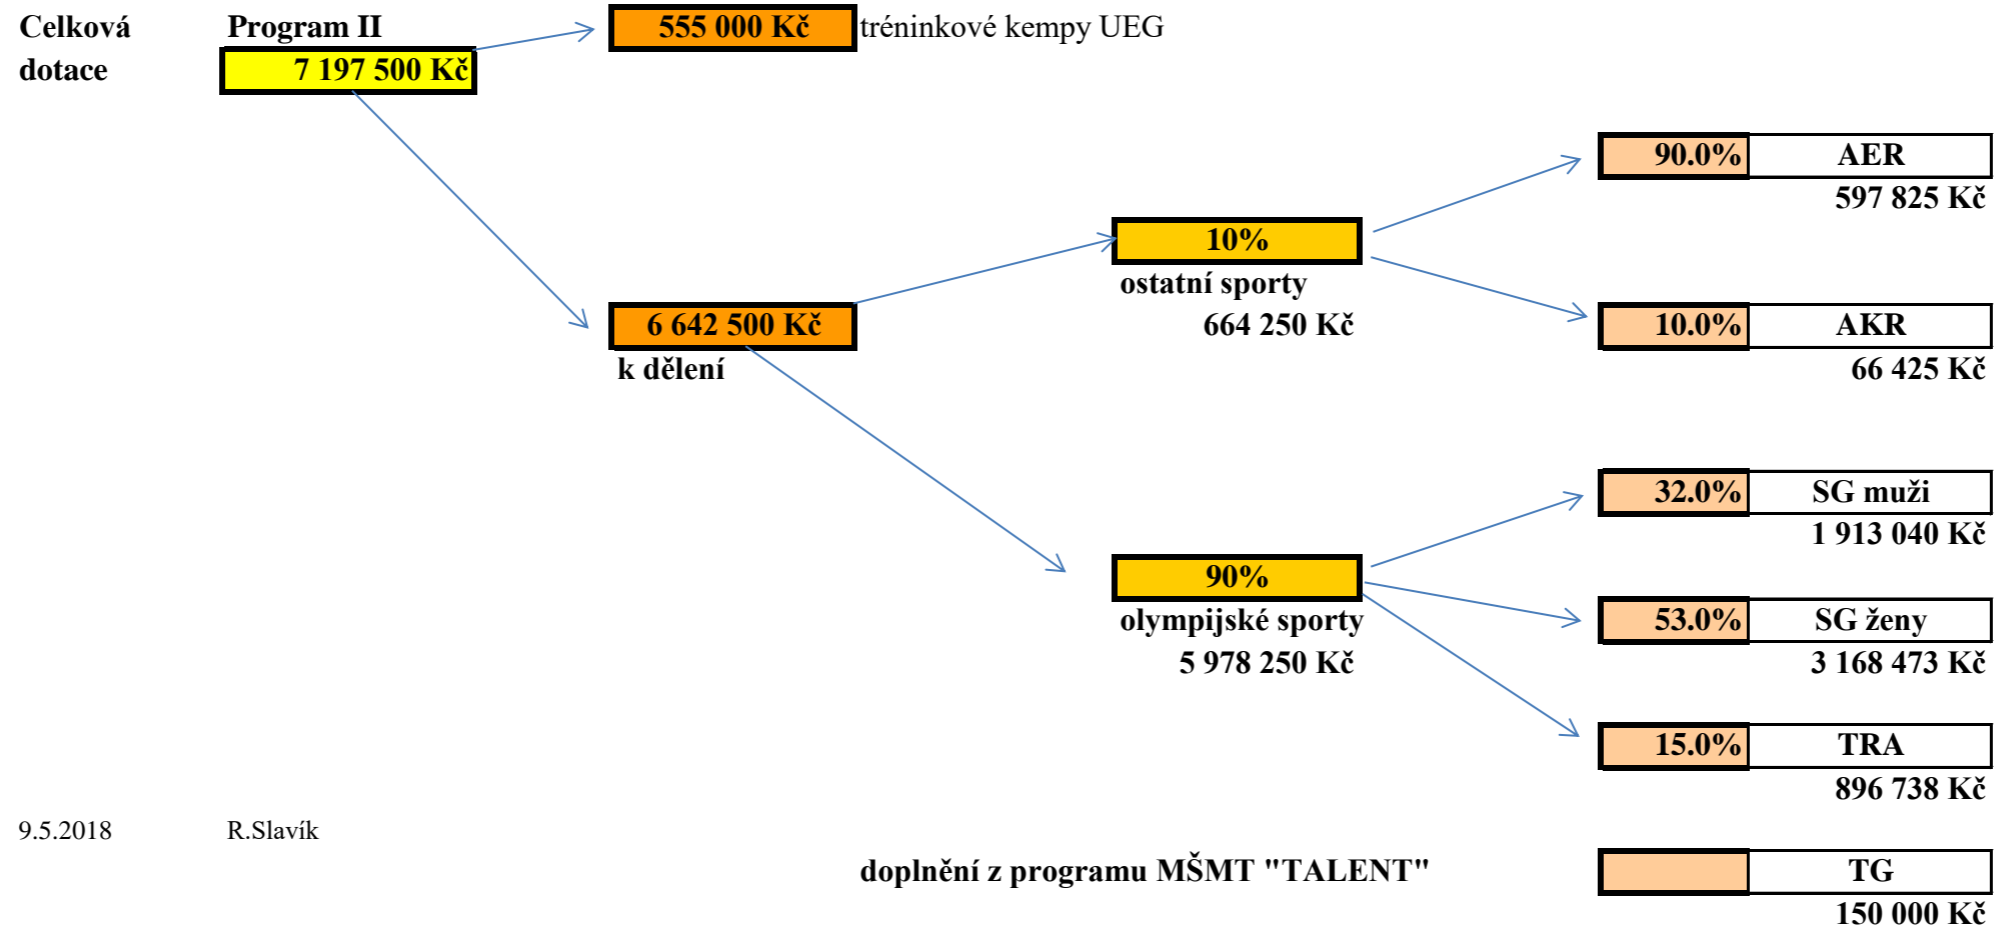 Celková
dotace
Program II
7 197 500 Kč
555 000 Kč tréninkové kempy UEG
6 642 500 Kč
k dělení
10%
ostatní sporty
664 250 Kč
90.0% AER
597 825 Kč
10.0% AKR
66 425 Kč
90%
olympijské sporty
5 978 250 Kč
32.0% SG muži
1 913 040 Kč
53.0% SG ženy
3 168 473 Kč
15.0% TRA
896 738 Kč
9.5.2018 R.Slavík
doplnění z programu MŠMT "TALENT"
TG
150 000 Kč